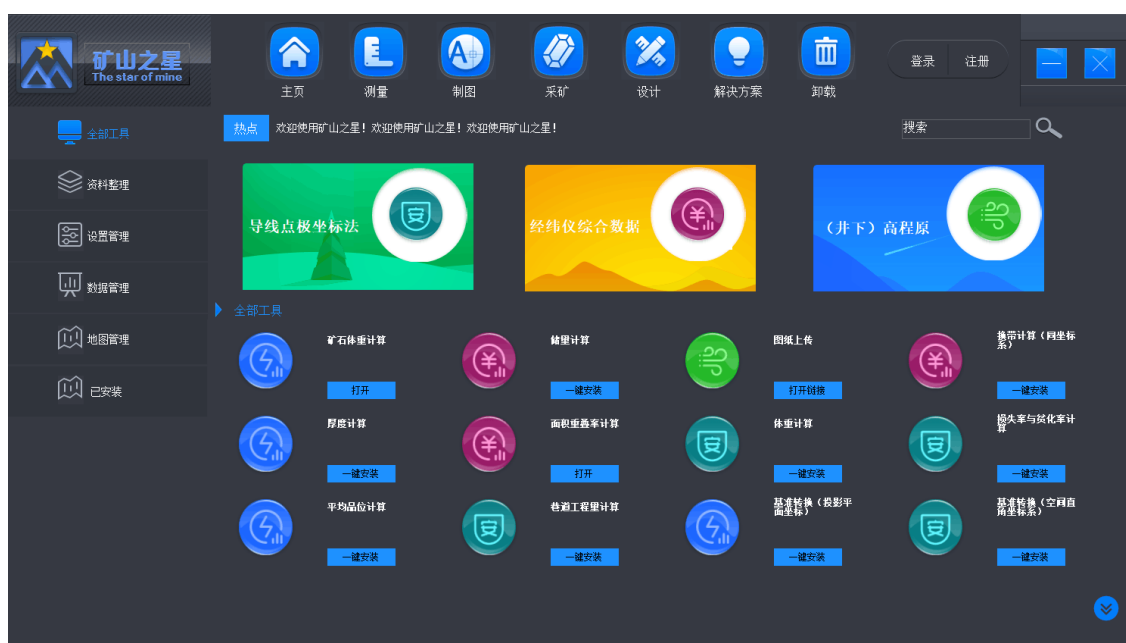 矿山之星
The star of mine
主页
测量
制图
采矿
设计
解决方案
卸载
登录
注册
全部工具
资料整理
设置管理
数据管理
地图管理
已安装
热点
欢迎使用矿山之星！欢迎使用矿山之星！欢迎使用矿山之星！
搜索
导线点极坐标法
安
经纬仪综合数据
（井下）高程原
全部工具
矿石体重计算
打开
储量计算
一键安装
图纸上传
打开链接
换带计算（同坐标
系）
一键安装
厚度计算
一键安装
面积重叠率计算
打开
体重计算
安
一键安装
损失率与贫化率计
算
安
一键安装
平均品位计算
一键安装
巷道工程量计算
安
一键安装
基准转换（投影平
面坐标）
一键安装
基准转换（空间直
角坐标系）
安
一键安装